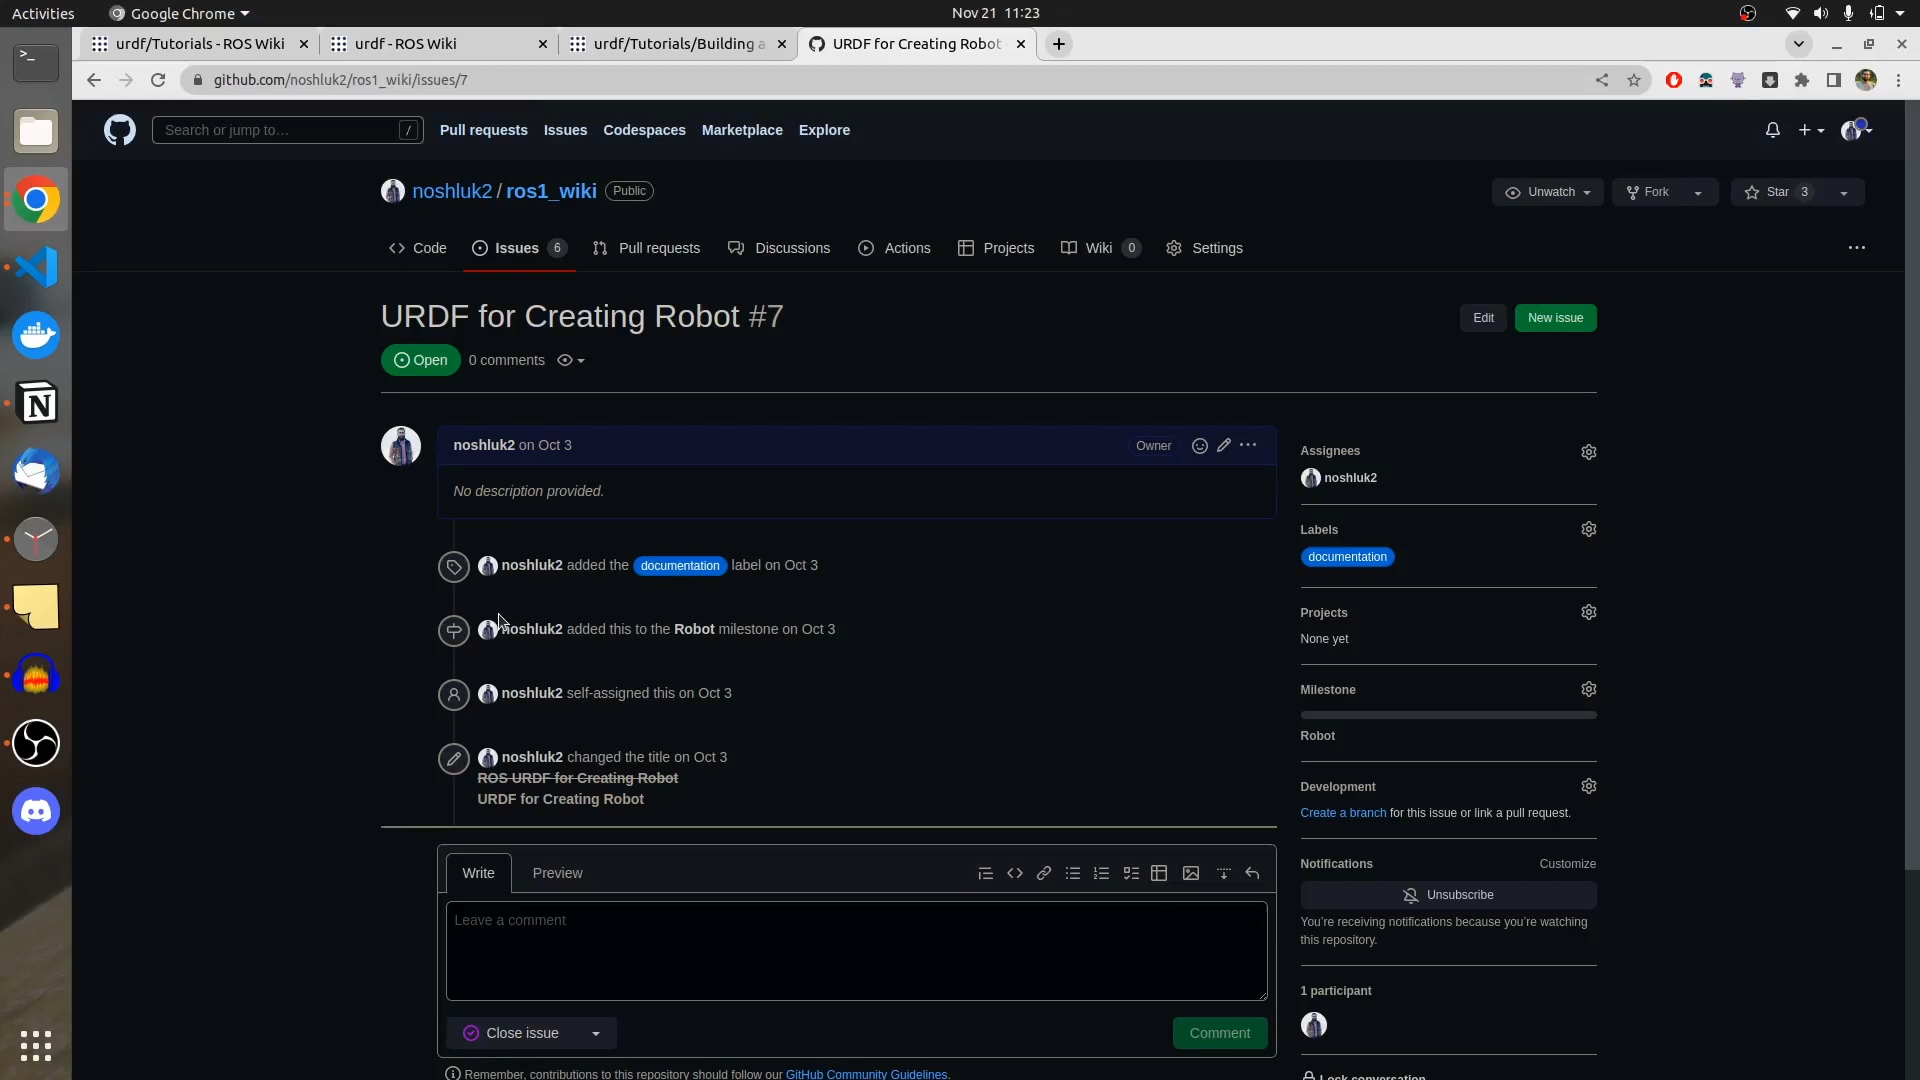 Activities
Google Chrome
Nov 21 11:23
urdf/Tutorials - ROS Wiki
urdf - ROS Wiki
urdf/Tutorials/Building a
URDF for Creating Robot
github.com/noshluk2/ros1_wiki/issues/7
Search or jump to…
/
Pull requests
Issues
Codespaces
Marketplace
Explore
noshluk2 / ros1_wiki
Public
Unwatch
Fork
Star 3
Code
Issues 6
Pull requests
Discussions
Actions
Projects
Wiki 0
Settings
URDF for Creating Robot #7
Edit
New issue
Open
0 comments
noshluk2 on Oct 3
Owner
No description provided.
noshluk2 added the documentation label on Oct 3
noshluk2 added this to the Robot milestone on Oct 3
noshluk2 self-assigned this on Oct 3
noshluk2 changed the title on Oct 3
ROS URDF for Creating Robot
URDF for Creating Robot
Write
Preview
Leave a comment
Close issue
Comment
Remember, contributions to this repository should follow our GitHub Community Guidelines.
Assignees
noshluk2
Labels
documentation
Projects
None yet
Milestone
Robot
Development
Create a branch for this issue or link a pull request.
Notifications
Customize
Unsubscribe
You're receiving notifications because you're watching
this repository.
1 participant
Lock conversation